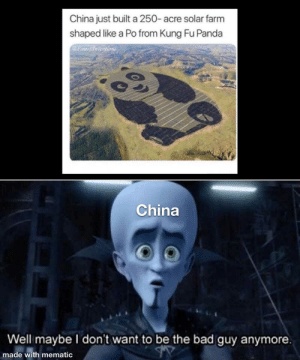 China just built a 250- acre solar farm
shaped like a Po from Kung Fu Panda
China
Well maybe I don't want to be the bad guy anymore.
made with mematic